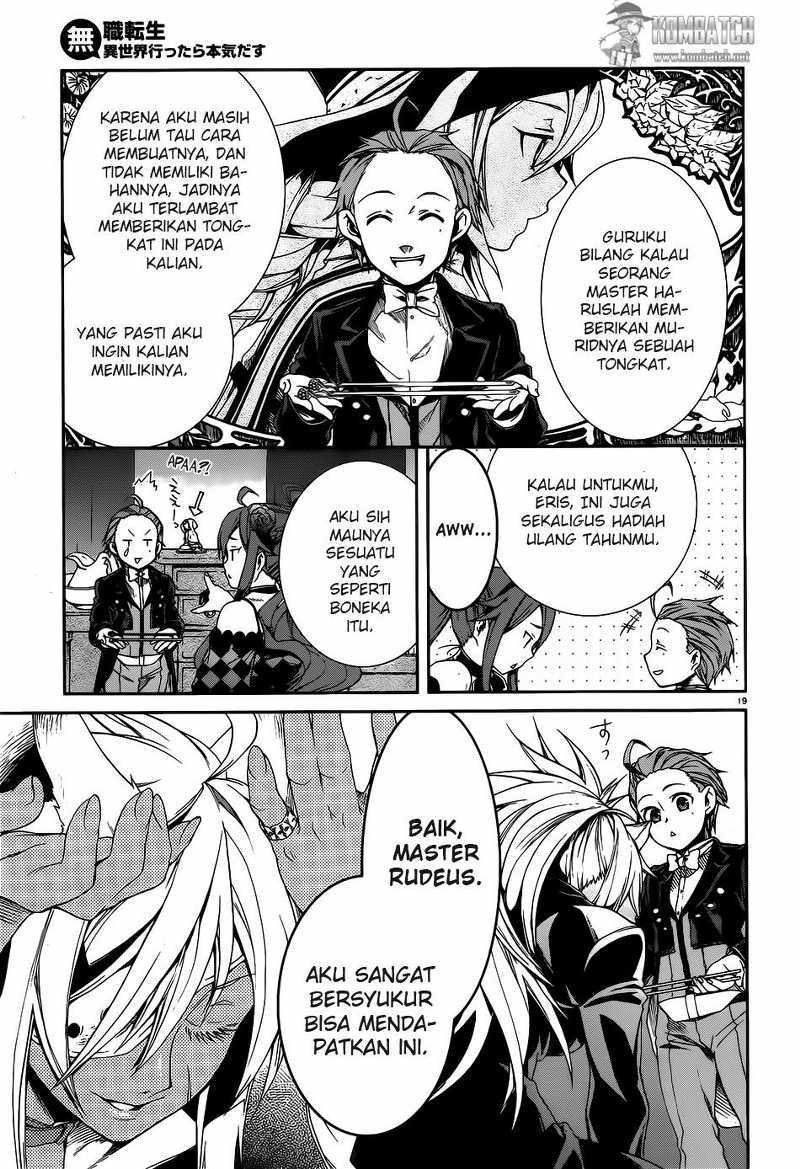 無職転生
異世界行ったら本気だす
KOMBATCH
www.kombatch.net
GURUKU
BILANG KALAU
SEORANG
MASTER HA-
RUSLAH MEM-
BERIKAN MU-
RIDNYA SEBUAH
TONGKAT.
KARENA AKU MASIH
BELUM TAU CARA
MEMBUATNYA, DAN
TIDAK MEMILIKI BA-
HANNYA, JADINYA
AKU TERLAMBAT
MEMBERIKAN TONG-
KAT INI PADA
KALIAN.
YANG PASTI AKU
INGIN KALIAN
MEMILIKINYA.
KALAU UNTUKMU,
ERIS, INI JUGA
SEKALIGUS HADIAH
ULANG TAHUNMU.
AWW...
AKU SIH
MAUNYA
SESUATU
YANG
SEPERTI
BONEKA
ITU.
APAA?!
えっ
19
すっ
BAIK,
MASTER
RUDEUS.
AKU SANGAT
BERSYUKUR
BISA MENDA-
PATKAN INI.